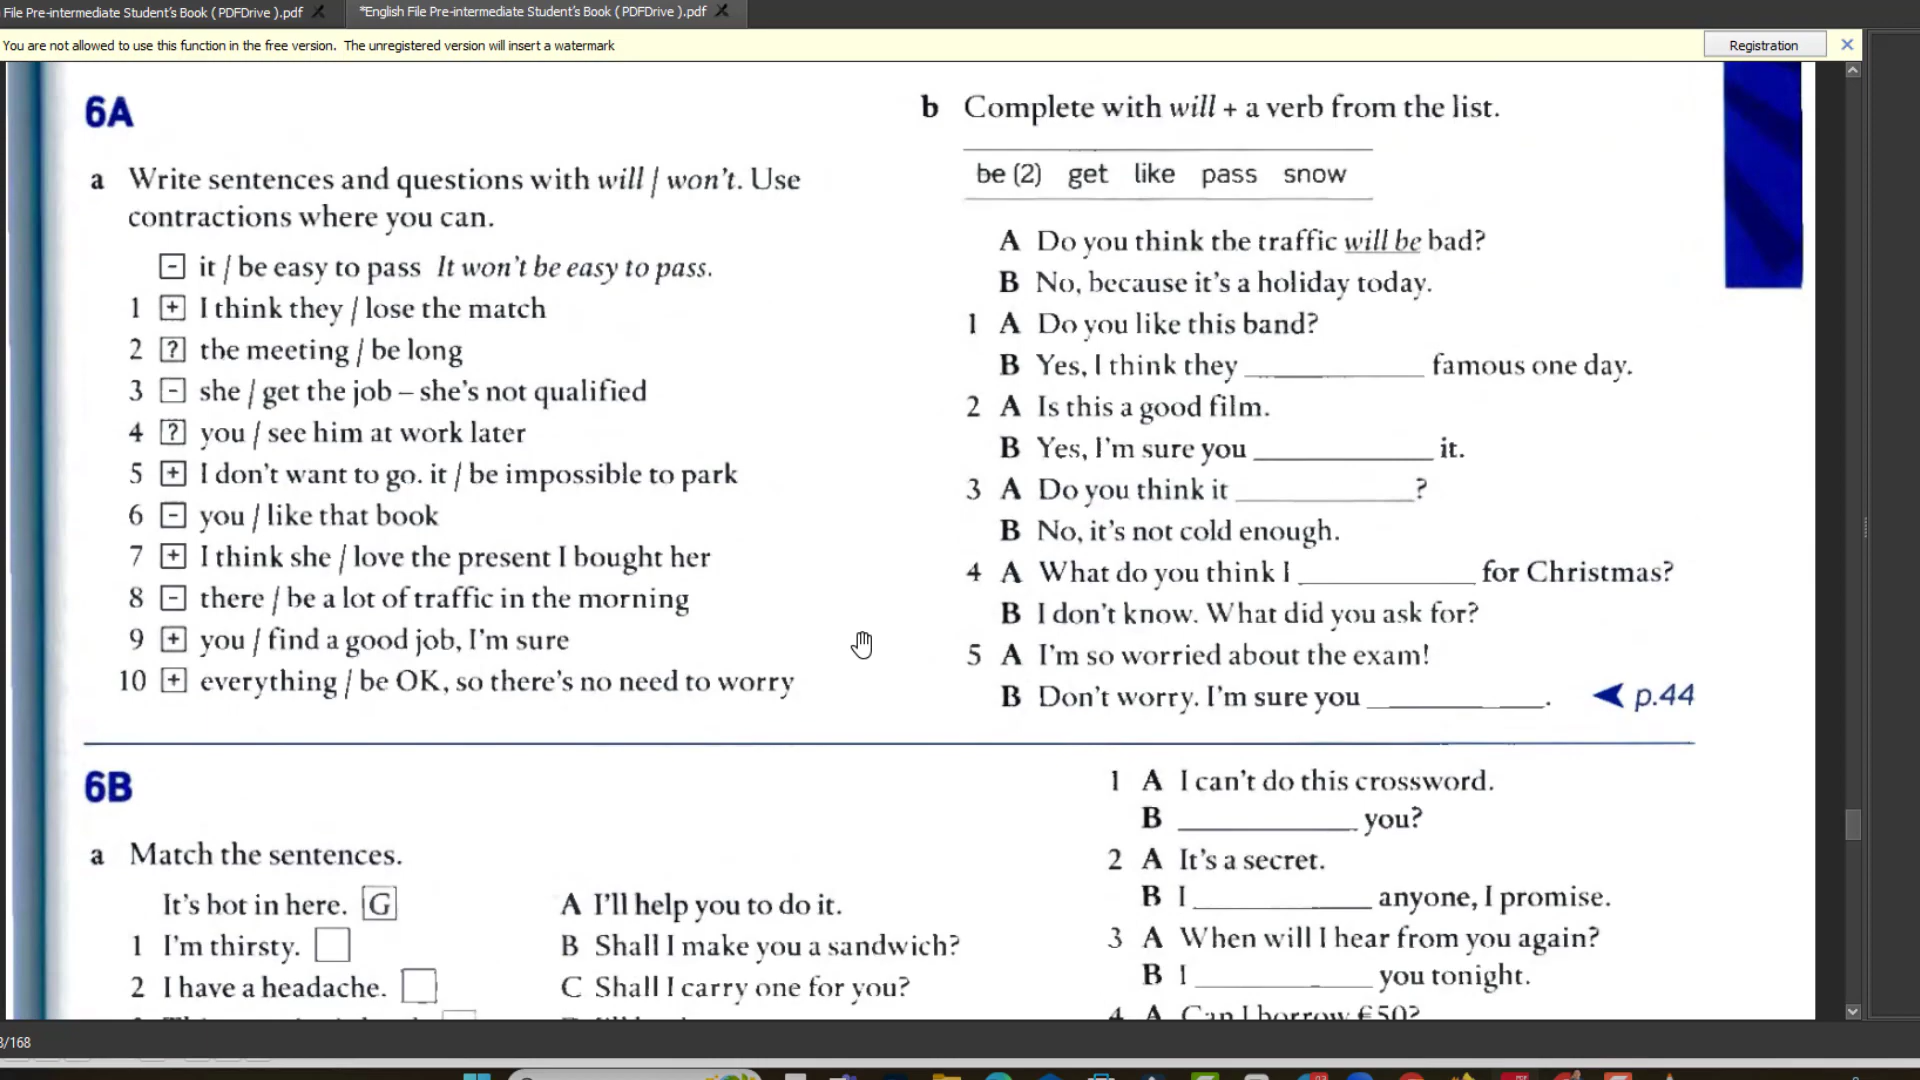 File Pre-intermediate Student's Book ( PDFDrive ).pdf
*English File Pre-intermediate Student's Book ( PDFDrive ).pdf
You are not allowed to use this function in the free version. The unregistered version will insert a watermark
Registration
6A
a Write sentences and questions with will / won't. Use
contractions where you can.
- it / be easy to pass It won't be easy to pass.
1 + I think they / lose the match
2 ? the meeting / be long
3 - she / get the job – she's not qualified
4 ? you / see him at work later
5 + I don't want to go. it / be impossible to park
6 - you / like that book
7 + I think she / love the present I bought her
8 - there / be a lot of traffic in the morning
9 + you / find a good job, I'm sure
10 + everything / be OK, so there's no need to worry
b Complete with will + a verb from the list.
be (2) get like pass snow
A Do you think the traffic will be bad?
B No, because it's a holiday today.
1 A Do you like this band?
B Yes, I think they ____________ famous one day.
2 A Is this a good film.
B Yes, I'm sure you ____________ it.
3 A Do you think it ____________?
B No, it's not cold enough.
4 A What do you think I ____________ for Christmas?
B I don't know. What did you ask for?
5 A I'm so worried about the exam!
B Don't worry. I'm sure you ____________.
p.44
6B
a Match the sentences.
It's hot in here. G
1 I'm thirsty.
2 I have a headache.
A I'll help you to do it.
B Shall I make you a sandwich?
C Shall I carry one for you?
1 A I can't do this crossword.
B ____________ you?
2 A It's a secret.
B I ____________ anyone, I promise.
3 A When will I hear from you again?
B I ____________ you tonight.
4 A Can I borrow €50?
/168